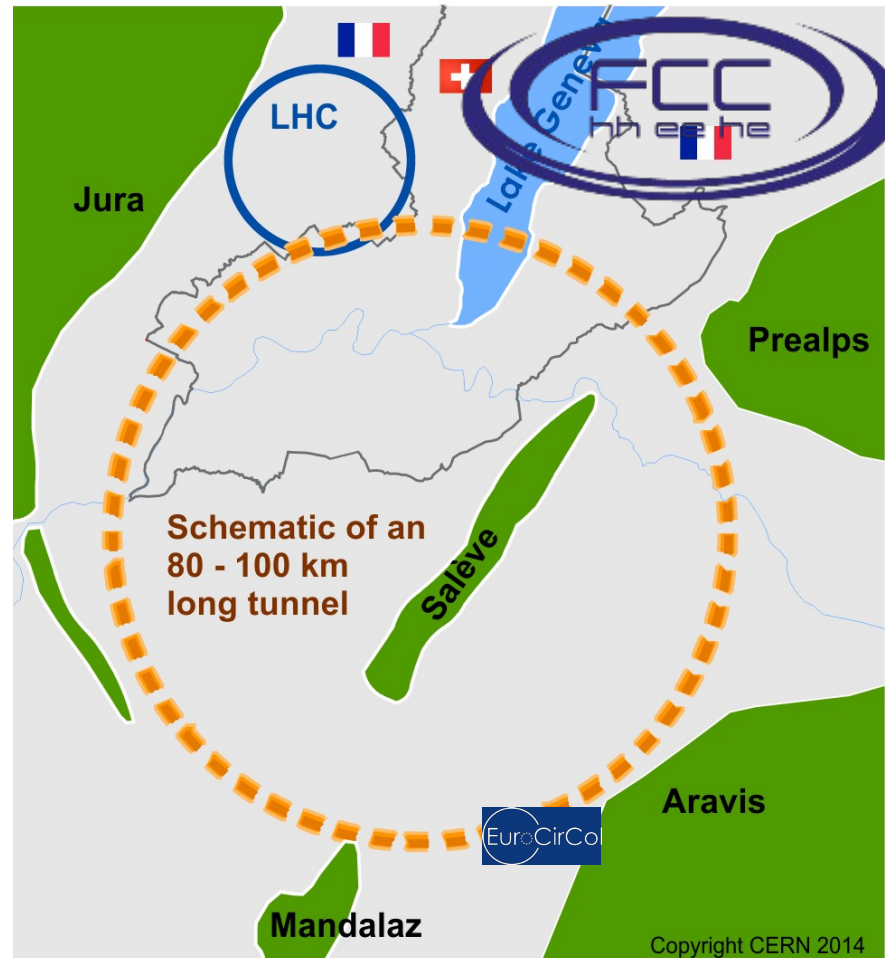 LHC
FCC
hh ee he
Lake Geneva
Jura
Prealps
Schematic of an
80 - 100 km
long tunnel
Salève
Aravis
EuroCirCol
Mandalaz
Copyright CERN 2014